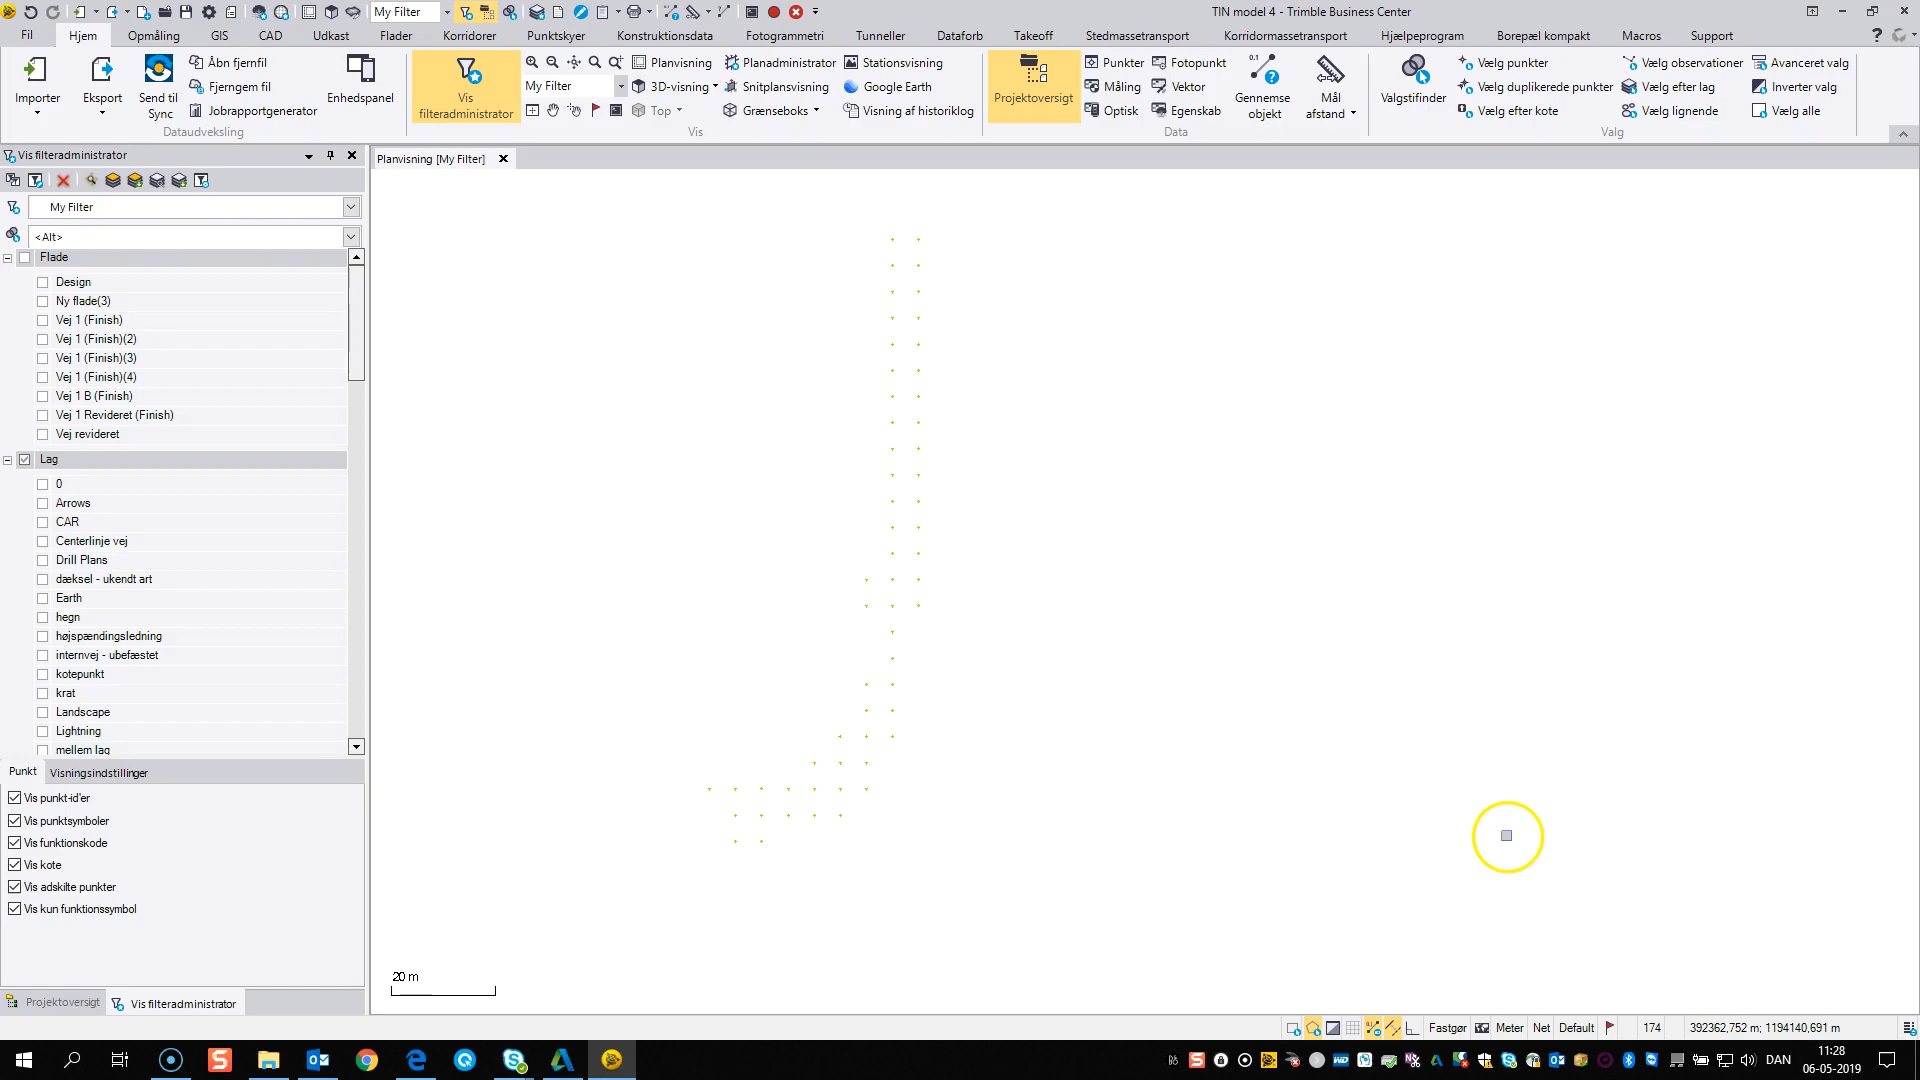 My Filter
TIN model 4 - Trimble Business Center
Fil
Hjem
Opmåling
GIS
CAD
Udkast
Flader
Korridorer
Punktskyer
Konstruktionsdata
Fotogrammetri
Tunneller
Dataforb
Takeoff
Stedmassetransport
Korridormassetransport
Hjælpeprogram
Borepæl kompakt
Macros
Support
Importer
Eksport
Send til Sync
Åbn fjernfil
Fjerngem fil
Jobrapportgenerator
Enhedspanel
Dataudveksling
Vis filteradministrator
My Filter
Planvisning
3D-visning
Top
Planadministrator
Snitplansvisning
Grænseboks
Stationsvisning
Google Earth
Visning af historiklog
Vis
Projektoversigt
Punkter
Måling
Optisk
Fotopunkt
Vektor
Egenskab
0.1
Gennemse objekt
Mål afstand
Data
Valgstifinder
Vælg punkter
Vælg duplikerede punkter
Vælg efter kote
Vælg observationer
Vælg efter lag
Vælg lignende
Avanceret valg
Inverter valg
Vælg alle
Valg
Vis filteradministrator
My Filter
<Alt>
Flade
Design
Ny flade(3)
Vej 1 (Finish)
Vej 1 (Finish)(2)
Vej 1 (Finish)(3)
Vej 1 (Finish)(4)
Vej 1 B (Finish)
Vej 1 Revideret (Finish)
Vej revideret
Lag
0
Arrows
CAR
Centerlinje vej
Drill Plans
dæksel - ukendt art
Earth
hegn
højspændingsledning
internvej - ubefæstet
kotepunkt
krat
Landscape
Lightning
mellem lag
Punkt
Visningsindstillinger
Vis punkt-id'er
Vis punktsymboler
Vis funktionskode
Vis kote
Vis adskilte punkter
Vis kun funktionssymbol
Projektoversigt
Vis filteradministrator
Planvisning [My Filter]
20 m
Fastgør
Meter
Net
Default
174
392362,752 m; 1194140,691 m
DAN
11:28
06-05-2019